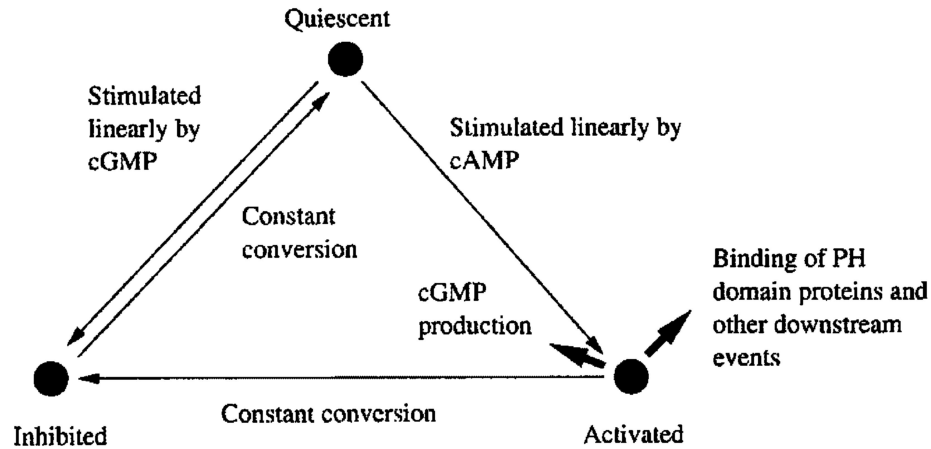 Quiescent
Stimulated
linearly by
cGMP
Stimulated linearly by
cAMP
Constant
conversion
Binding of PH
domain proteins and
other downstream
events
cGMP
production
Constant conversion
Inhibited
Activated